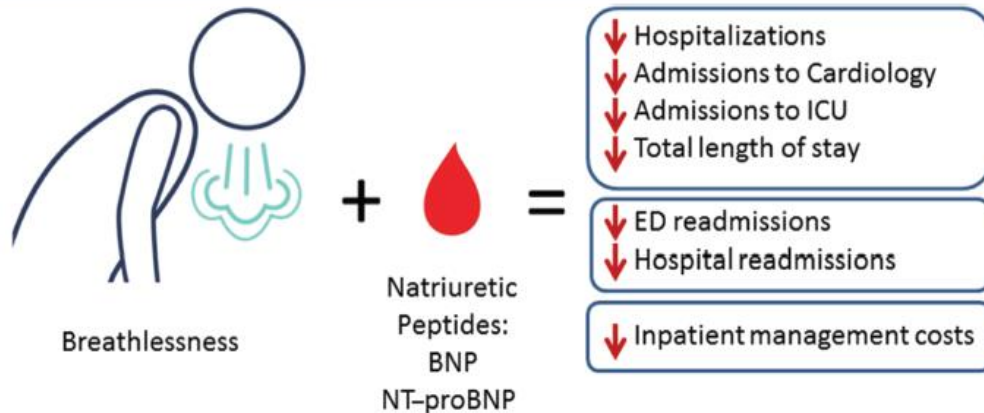 Breathlessness
+
Natriuretic
Peptides:
BNP
NT–proBNP
=
Hospitalizations
Admissions to Cardiology
Admissions to ICU
Total length of stay
ED readmissions
Hospital readmissions
Inpatient management costs